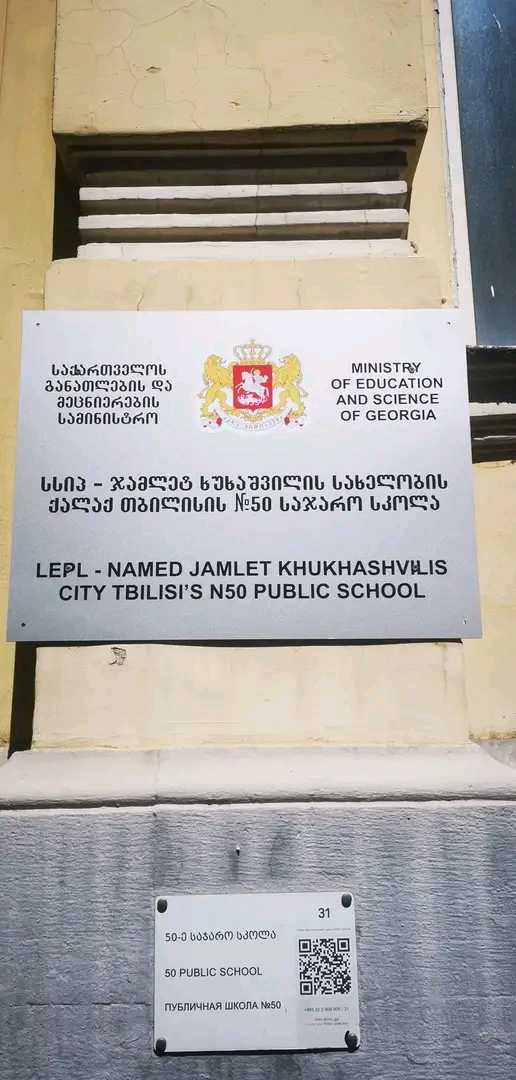 ᲡᲐᲥᲐᲠᲗᲕᲔᲚᲝᲡ
ᲒᲐᲜᲐᲗᲚᲔᲑᲘᲡ ᲓᲐ
ᲛᲔᲪᲜᲘᲔᲠᲔᲑᲘᲡ
ᲡᲐᲛᲘᲜᲘᲡᲢᲠᲝ
MINISTRY
OF EDUCATION
AND SCIENCE
OF GEORGIA
ᲡᲡᲘᲞ – ᲯᲐᲛᲚᲔᲢ ᲮᲣᲮᲐᲨᲕᲘᲚᲘᲡ ᲡᲐᲮᲔᲚᲝᲑᲘᲡ
ᲥᲐᲚᲐᲥ ᲗᲑᲘᲚᲘᲡᲘᲡ №50 ᲡᲐᲯᲐᲠᲝ ᲡᲙᲝᲚᲐ
LEPL - NAMED JAMLET KHUKHASHVILIS
CITY TBILISI'S N50 PUBLIC SCHOOL
31
50-Ე ᲡᲐᲯᲐᲠᲝ ᲡᲙᲝᲚᲐ
50 PUBLIC SCHOOL
ПУБЛИЧНАЯ ШКОЛА №50